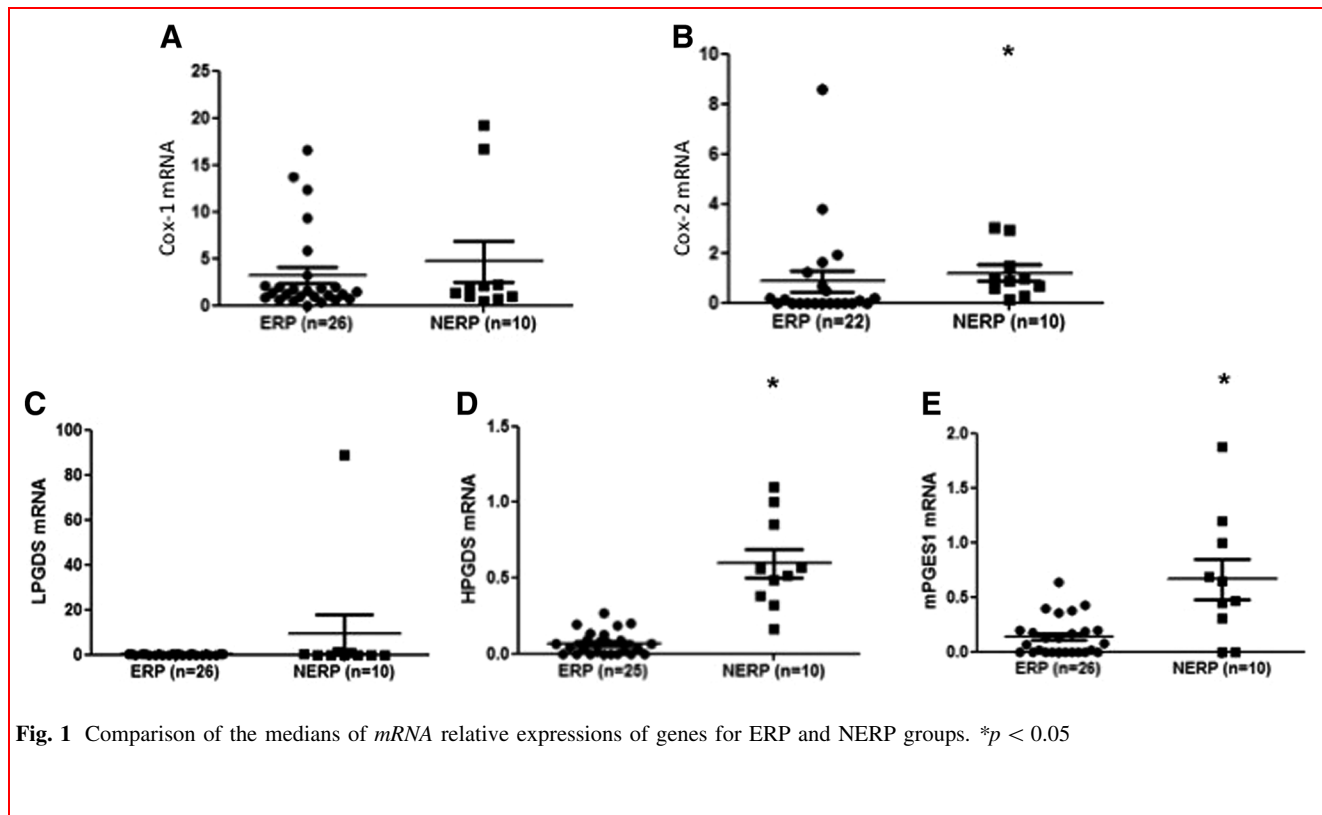 A
Cox-1 mRNA
25
20
15
10
5
0
ERP (n=26)
NERP (n=10)
B
*
Cox-2 mRNA
10
8
6
4
2
0
ERP (n=22)
NERP (n=10)
C
LPGDS mRNA
100
80
60
40
20
0
ERP (n=26)
NERP (n=10)
D
*
HPGDS mRNA
1.5
1.0
0.5
0.0
ERP (n=25)
NERP (n=10)
E
*
mPGES1 mRNA
2.0
1.5
1.0
0.5
0.0
ERP (n=26)
NERP (n=10)
Fig. 1 Comparison of the medians of mRNA relative expressions of genes for ERP and NERP groups. *p < 0.05